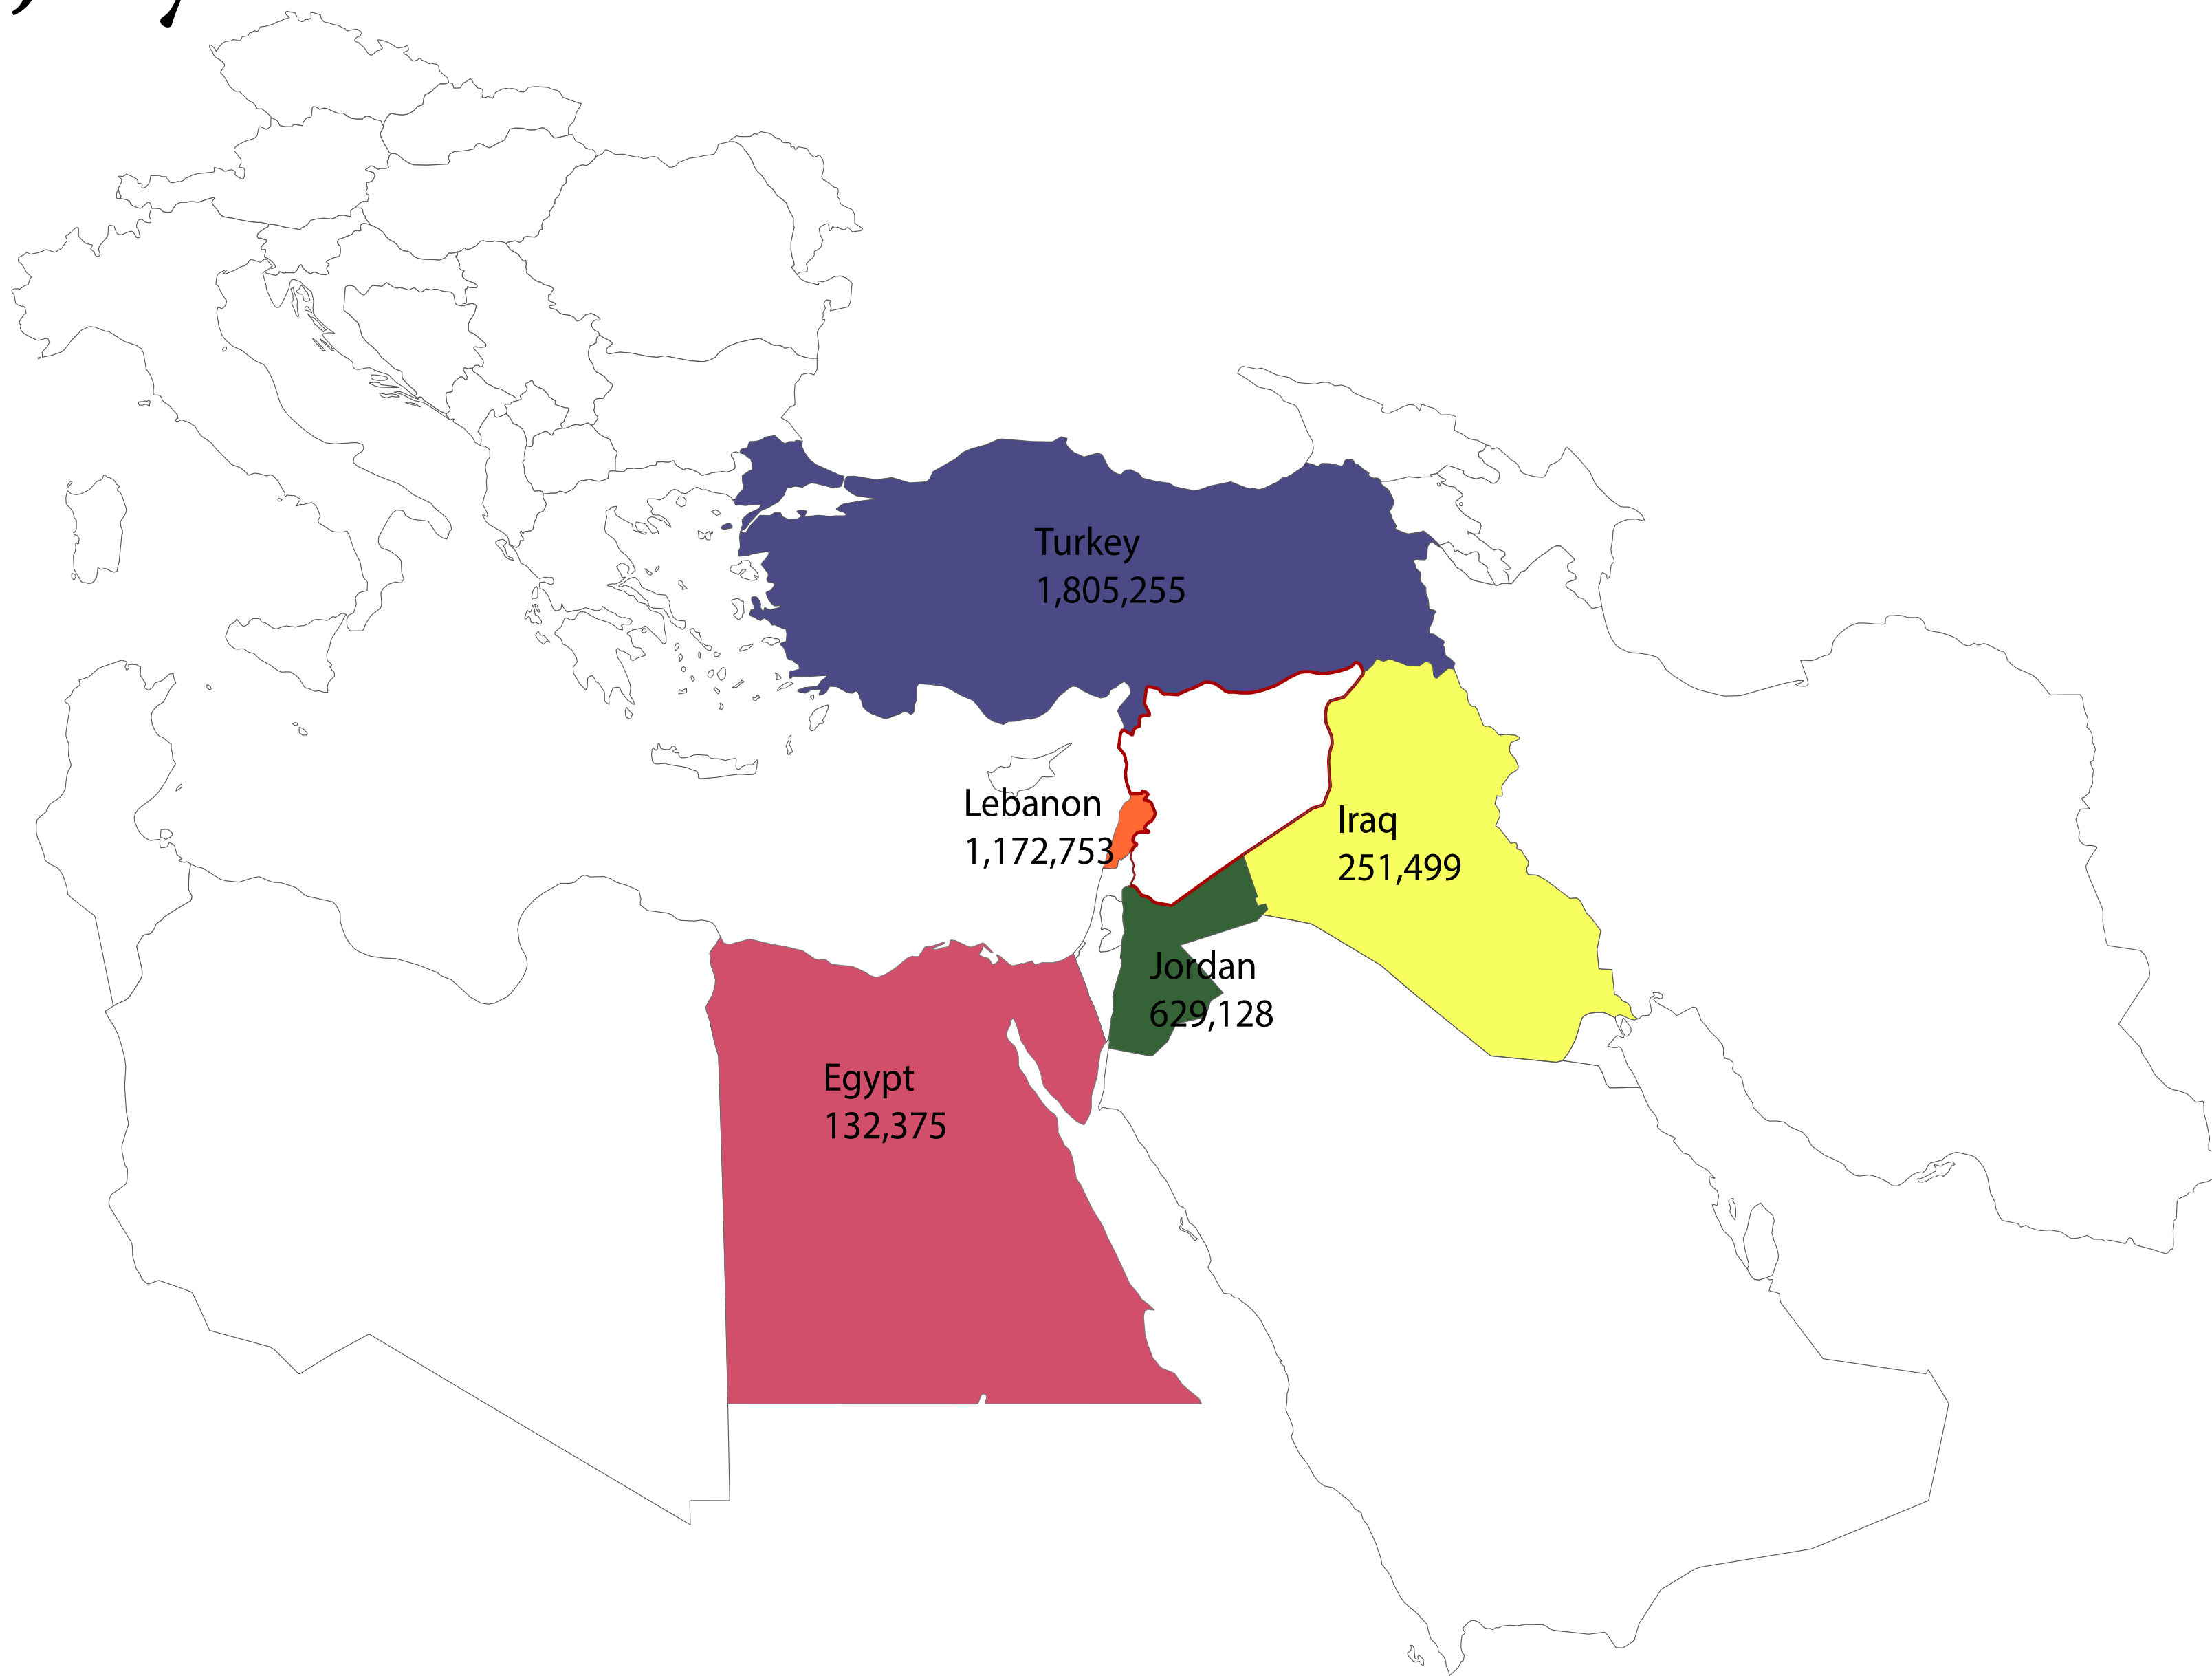 Turkey
1,805,255
Lebanon
1,172,753
Iraq
251,499
Jordan
629,128
Egypt
132,375